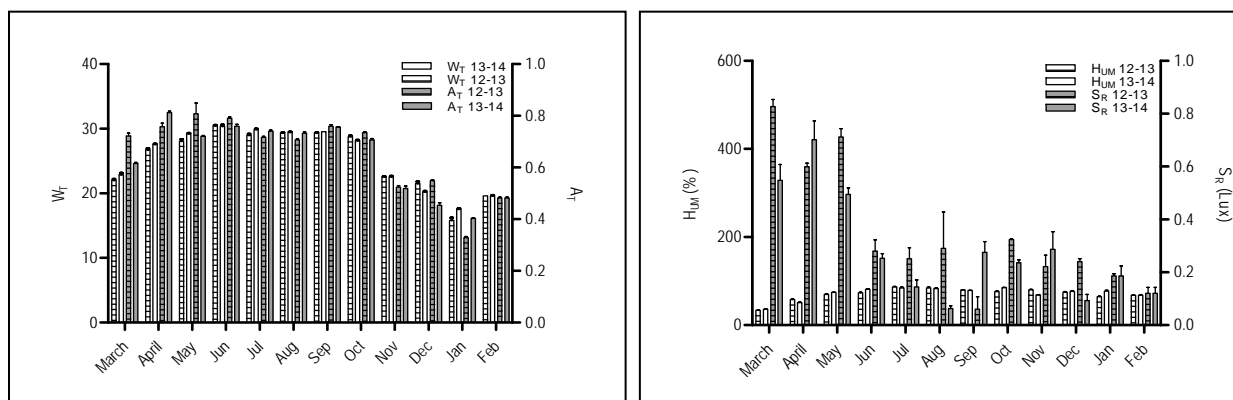 40
30
20
10
0
W_T
W_T 13-14
W_T 12-13
A_T 12-13
A_T 13-14
1.0
0.8
0.6
0.4
0.2
0.0
A_T
March
April
May
Jun
Jul
Aug
Sep
Oct
Nov
Dec
Jan
Feb
600
400
200
0
H_UM (%)
H_UM 12-13
H_UM 13-14
S_R 12-13
S_R 13-14
1.0
0.8
0.6
0.4
0.2
0.0
S_R (Lux)
March
April
May
Jun
Jul
Aug
Sep
Oct
Nov
Dec
Jan
Feb